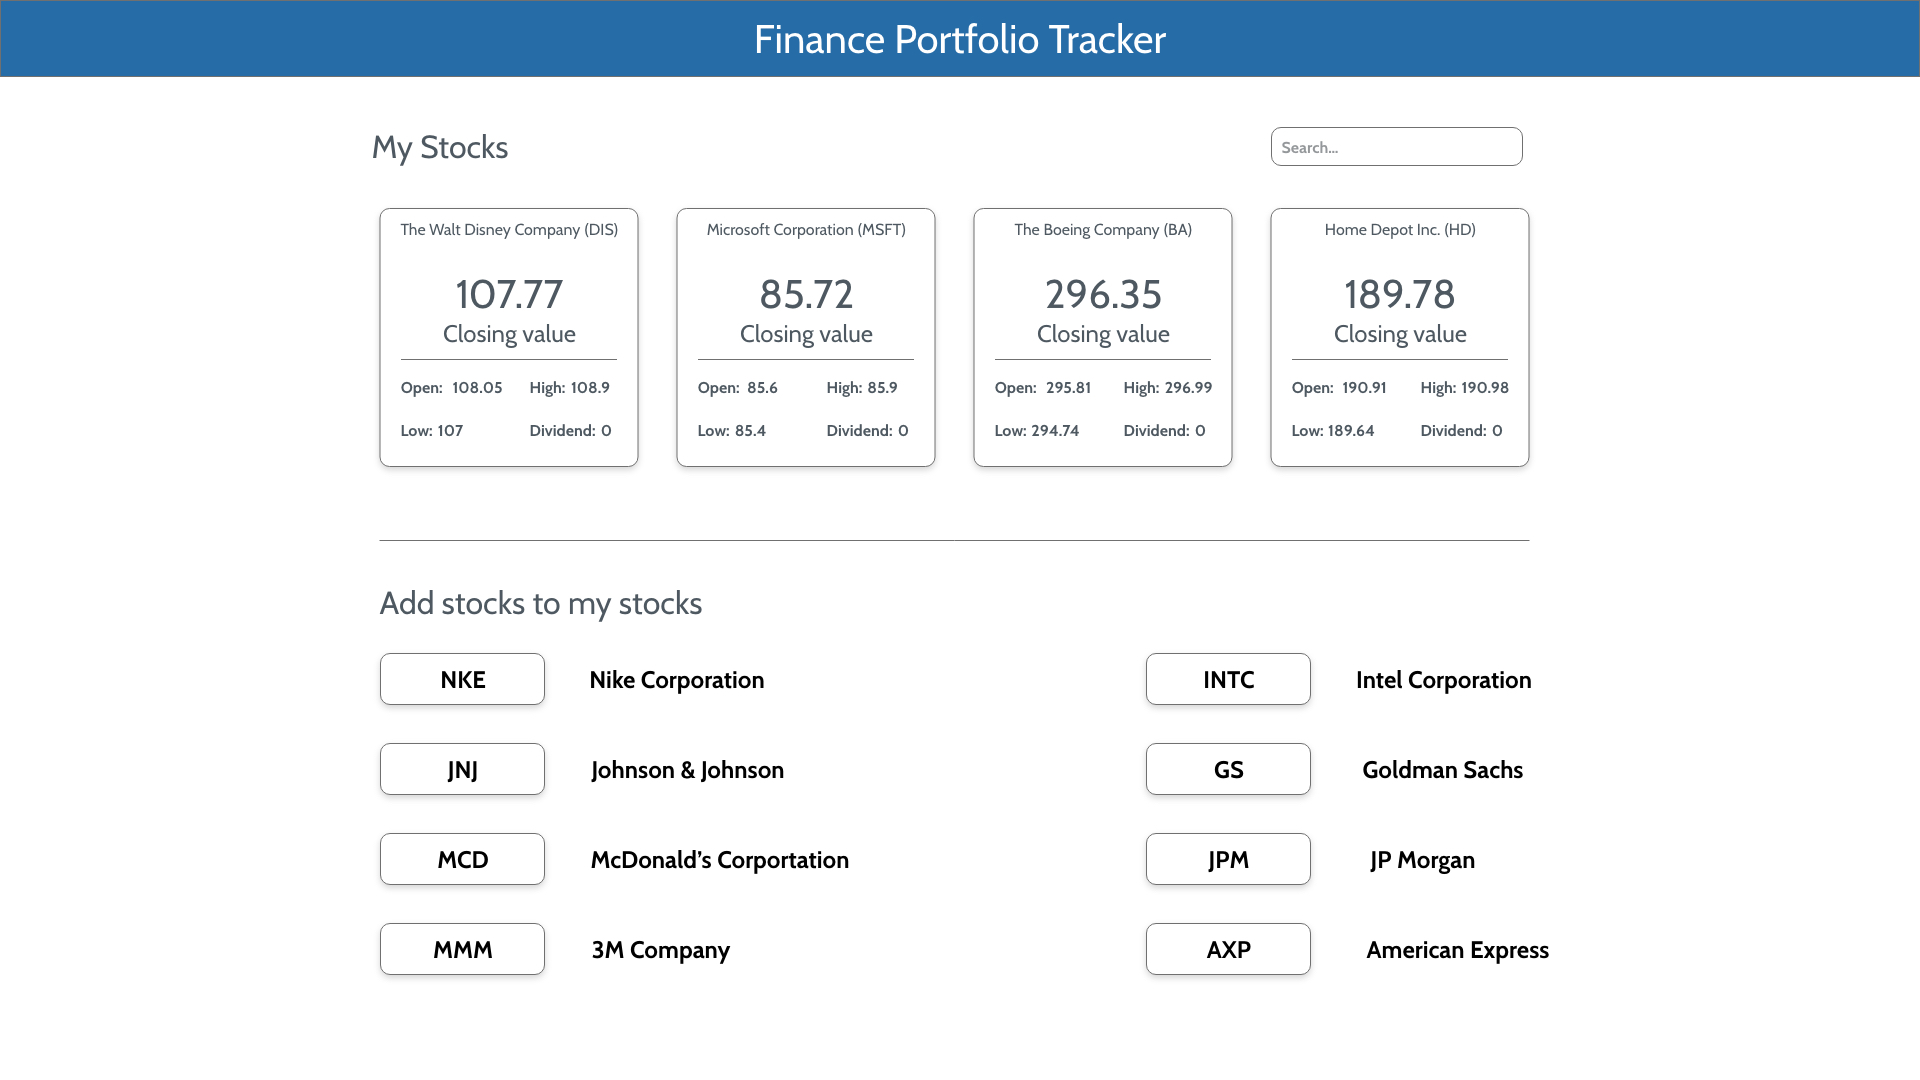 Finance Portfolio Tracker
My Stocks
Search...
The Walt Disney Company (DIS)
107.77
Closing value
Open: 108.05 High: 108.9
Low: 107 Dividend: 0
Microsoft Corporation (MSFT)
85.72
Closing value
Open: 85.6 High: 85.9
Low: 85.4 Dividend: 0
The Boeing Company (BA)
296.35
Closing value
Open: 295.81 High: 296.99
Low: 294.74 Dividend: 0
Home Depot Inc. (HD)
189.78
Closing value
Open: 190.91 High: 190.98
Low: 189.64 Dividend: 0
Add stocks to my stocks
NKE Nike Corporation
INTC Intel Corporation
JNJ Johnson & Johnson
GS Goldman Sachs
MCD McDonald's Corportation
JPM JP Morgan
MMM 3M Company
AXP American Express